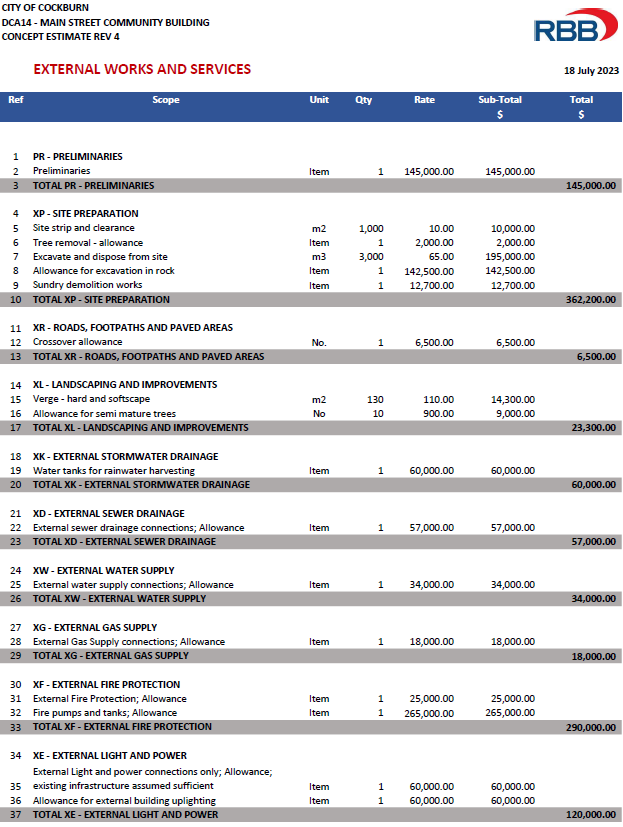 CITY OF COCKBURN
DCA14 - MAIN STREET COMMUNITY BUILDING
CONCEPT ESTIMATE REV 4
RBB
EXTERNAL WORKS AND SERVICES
18 July 2023
Ref Scope Unit Qty Rate Sub-Total Total
$ $
1 PR - PRELIMINARIES
2 Preliminaries Item 1 145,000.00 145,000.00
3 TOTAL PR - PRELIMINARIES 145,000.00
4 XP - SITE PREPARATION
5 Site strip and clearance m2 1,000 10.00 10,000.00
6 Tree removal - allowance Item 1 2,000.00 2,000.00
7 Excavate and dispose from site m3 3,000 65.00 195,000.00
8 Allowance for excavation in rock Item 1 142,500.00 142,500.00
9 Sundry demolition works Item 1 12,700.00 12,700.00
10 TOTAL XP - SITE PREPARATION 362,200.00
11 XR - ROADS, FOOTPATHS AND PAVED AREAS
12 Crossover allowance No. 1 6,500.00 6,500.00
13 TOTAL XR - ROADS, FOOTPATHS AND PAVED AREAS 6,500.00
14 XL - LANDSCAPING AND IMPROVEMENTS
15 Verge - hard and softscape m2 130 110.00 14,300.00
16 Allowance for semi mature trees No 10 900.00 9,000.00
17 TOTAL XL - LANDSCAPING AND IMPROVEMENTS 23,300.00
18 XK - EXTERNAL STORMWATER DRAINAGE
19 Water tanks for rainwater harvesting Item 1 60,000.00 60,000.00
20 TOTAL XK - EXTERNAL STORMWATER DRAINAGE 60,000.00
21 XD - EXTERNAL SEWER DRAINAGE
22 External sewer drainage connections; Allowance Item 1 57,000.00 57,000.00
23 TOTAL XD - EXTERNAL SEWER DRAINAGE 57,000.00
24 XW - EXTERNAL WATER SUPPLY
25 External water supply connections; Allowance Item 1 34,000.00 34,000.00
26 TOTAL XW - EXTERNAL WATER SUPPLY 34,000.00
27 XG - EXTERNAL GAS SUPPLY
28 External Gas Supply connections; Allowance Item 1 18,000.00 18,000.00
29 TOTAL XG - EXTERNAL GAS SUPPLY 18,000.00
30 XF - EXTERNAL FIRE PROTECTION
31 External Fire Protection; Allowance Item 1 25,000.00 25,000.00
32 Fire pumps and tanks; Allowance Item 1 265,000.00 265,000.00
33 TOTAL XF - EXTERNAL FIRE PROTECTION 290,000.00
34 XE - EXTERNAL LIGHT AND POWER
External Light and power connections only; Allowance;
35 existing infrastructure assumed sufficient Item 1 60,000.00 60,000.00
36 Allowance for external building uplighting Item 1 60,000.00 60,000.00
37 TOTAL XE - EXTERNAL LIGHT AND POWER 120,000.00